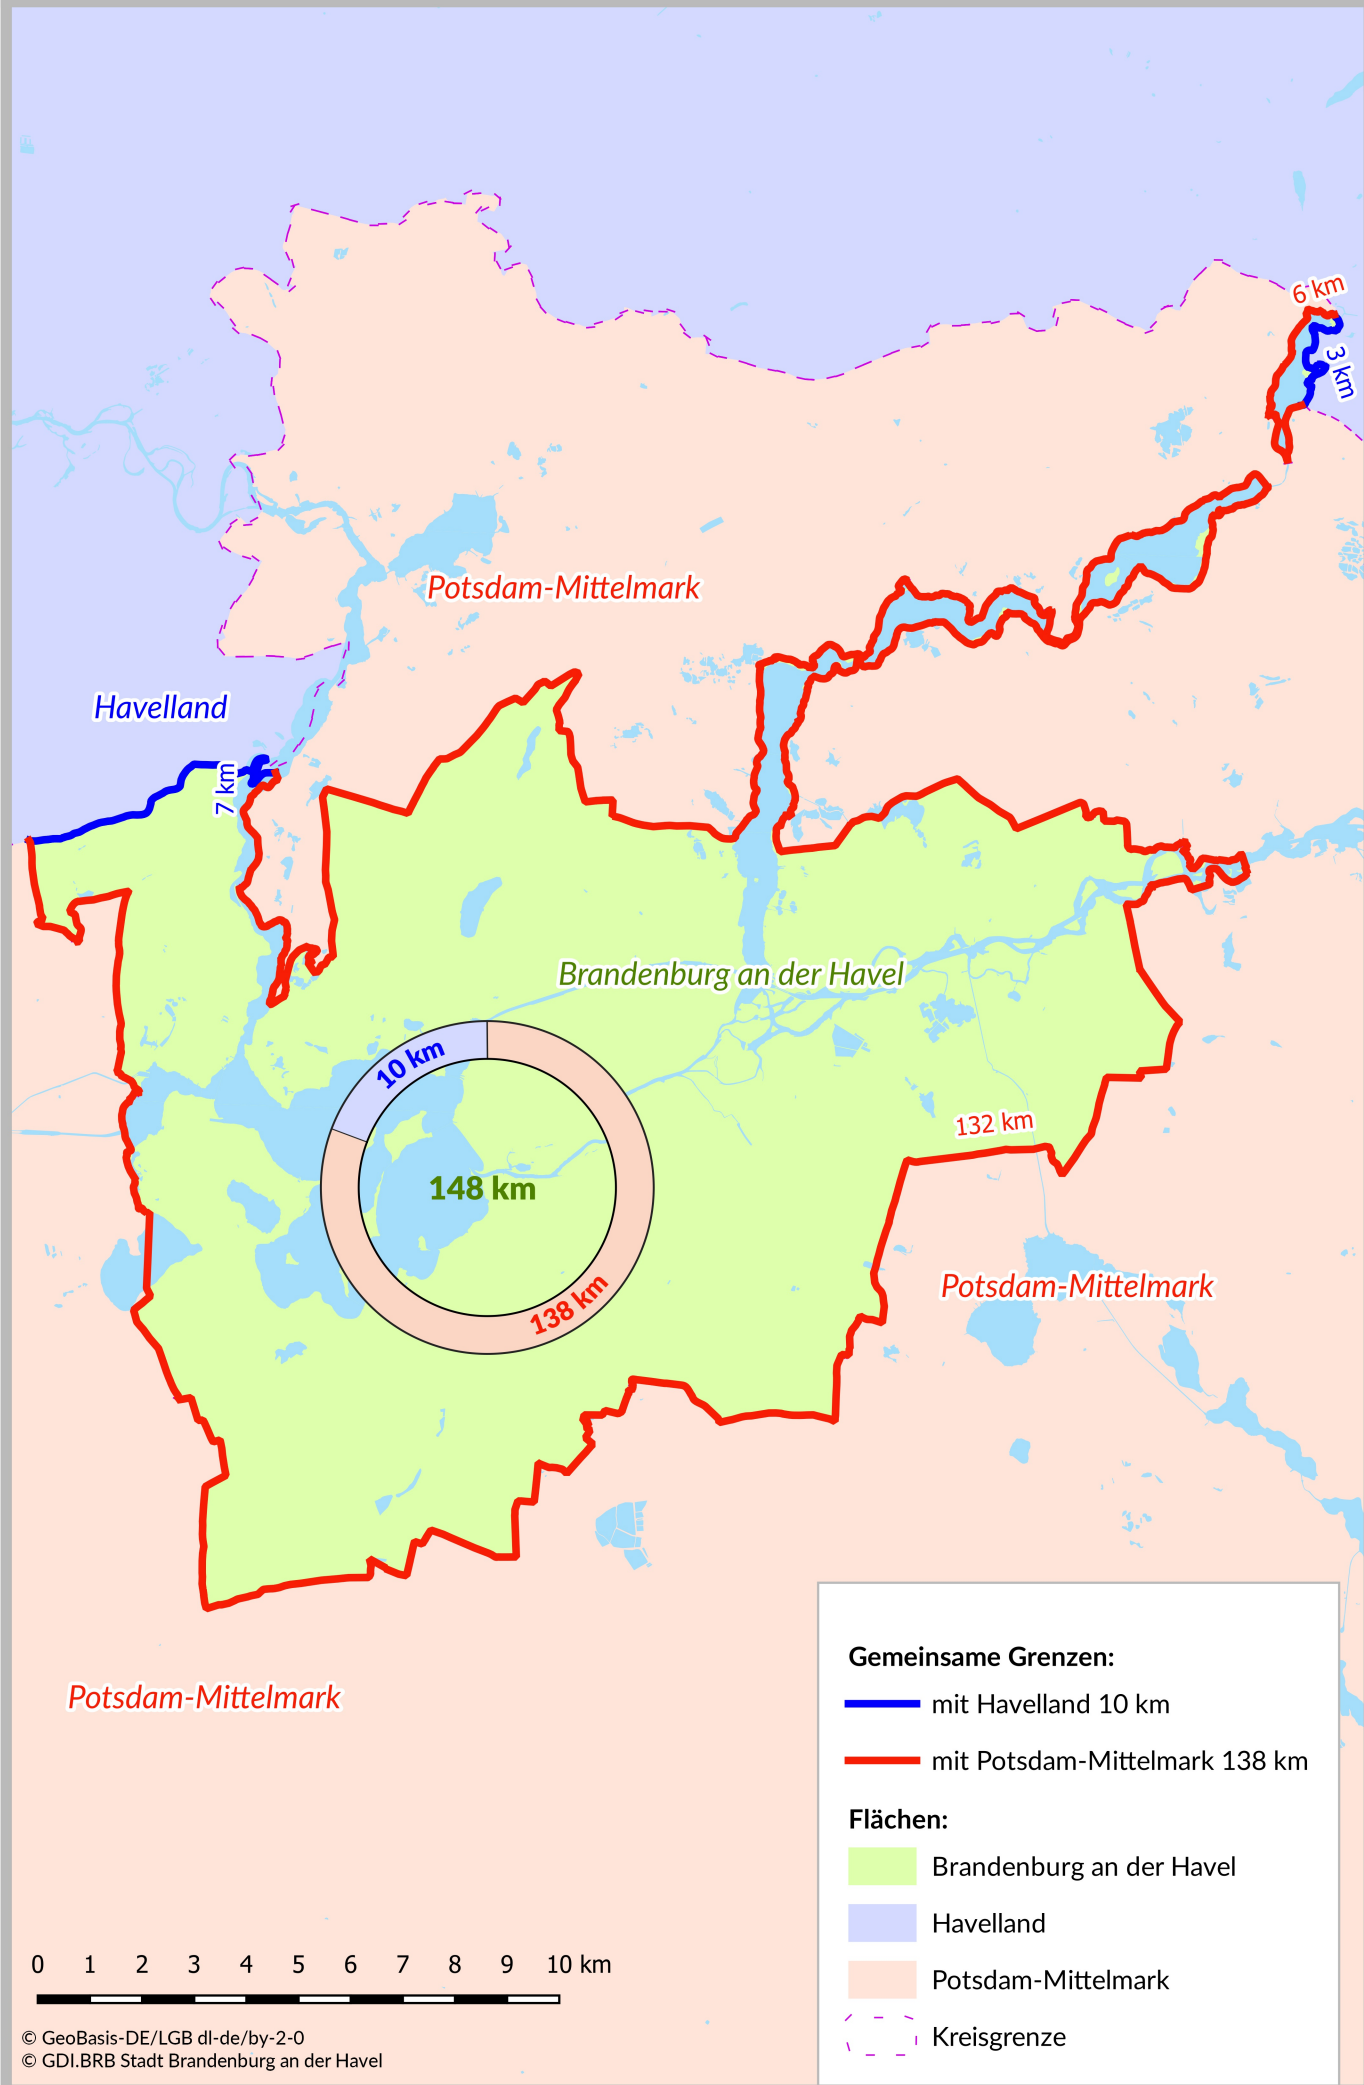 6 km
3 km
Potsdam-Mittelmark
Havelland
7 km
Brandenburg an der Havel
10 km
132 km
148 km
138 km
Potsdam-Mittelmark
Potsdam-Mittelmark
Gemeinsame Grenzen:
mit Havelland 10 km
mit Potsdam-Mittelmark 138 km
Flächen:
Brandenburg an der Havel
Havelland
Potsdam-Mittelmark
Kreisgrenze
0 1 2 3 4 5 6 7 8 9 10 km
© GeoBasis-DE/LGB dl-de/by-2-0
© GDI.BRB Stadt Brandenburg an der Havel